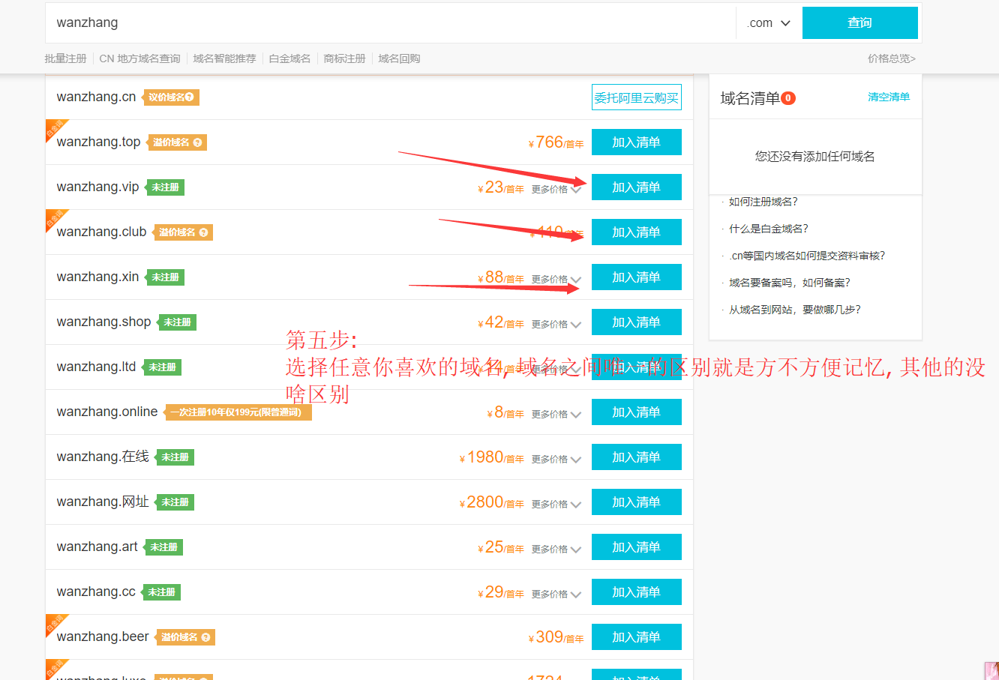 wanzhang
.com
查询
批量注册 CN 地方域名查询 域名智能推荐 白金域名 商标注册 域名回购
价格总览>
wanzhang.cn 议价域名 委托阿里云购买
白金词
wanzhang.top 溢价域名 ¥766/首年 加入清单
wanzhang.vip 未注册 ¥23/首年 更多价格 加入清单
白金词
wanzhang.club 溢价域名 ¥110/首年 加入清单
wanzhang.xin 未注册 ¥88/首年 更多价格 加入清单
wanzhang.shop 未注册 ¥42/首年 更多价格 加入清单
wanzhang.ltd 未注册 ¥14/首年 更多价格 加入清单
wanzhang.online 一次注册10年仅199元(限普通词) ¥8/首年 更多价格 加入清单
wanzhang.在线 未注册 ¥1980/首年 更多价格 加入清单
wanzhang.网址 未注册 ¥2800/首年 更多价格 加入清单
wanzhang.art 未注册 ¥25/首年 更多价格 加入清单
wanzhang.cc 未注册 ¥29/首年 更多价格 加入清单
白金词
wanzhang.beer 溢价域名 ¥309/首年 加入清单
白金词
第五步:
选择任意你喜欢的域名, 域名之间唯一的区别就是方不方便记忆, 其他的没
啥区别
域名清单 0 清空清单
您还没有添加任何域名
· 如何注册域名?
· 什么是白金域名?
· .cn等国内域名如何提交资料审核?
· 域名要备案吗，如何备案?
· 从域名到网站，要做哪几步?